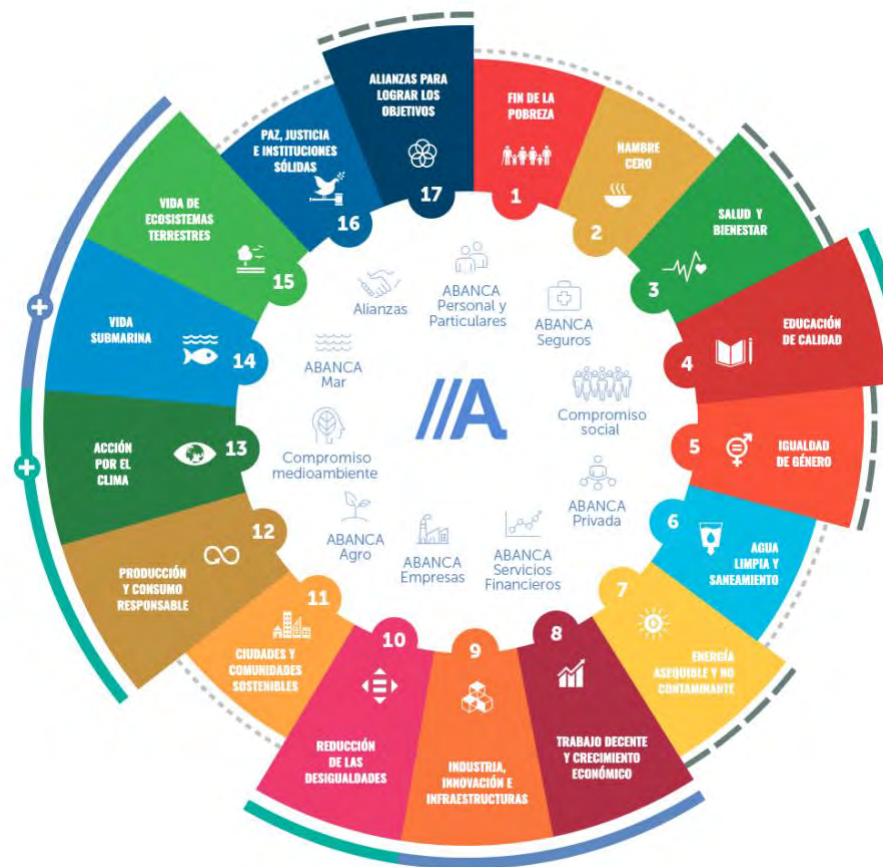 FIN DE LA
POBREZA
1
HAMBRE
CERO
2
SALUD Y
BIENESTAR
3
EDUCACIÓN
DE CALIDAD
4
IGUALDAD
DE GÉNERO
5
AGUA
LIMPIA Y
SANEAMIENTO
6
ENERGÍA
ASEQUIBLE Y NO
CONTAMINANTE
7
TRABAJO DECENTE
Y CRECIMIENTO
ECONÓMICO
8
INDUSTRIA,
INNOVACIÓN E
INFRAESTRUCTURAS
9
REDUCCIÓN
DE LAS
DESIGUALDADES
10
CIUDADES Y
COMUNIDADES
SOSTENIBLES
11
PRODUCCIÓN
Y CONSUMO
RESPONSABLE
12
ACCIÓN
POR EL
CLIMA
13
VIDA
SUBMARINA
14
VIDA DE
ECOSISTEMAS
TERRESTRES
15
PAZ, JUSTICIA
E INSTITUCIONES
SÓLIDAS
16
ALIANZAS PARA
LOGRAR LOS
OBJETIVOS
17
ABANCA
Personal y
Particulares
ABANCA
Seguros
Compromiso
social
ABANCA
Privada
ABANCA
Servicios
Financieros
ABANCA
Empresas
ABANCA
Agro
Compromiso
medioambiente
ABANCA
Mar
Alianzas
//A
+
+